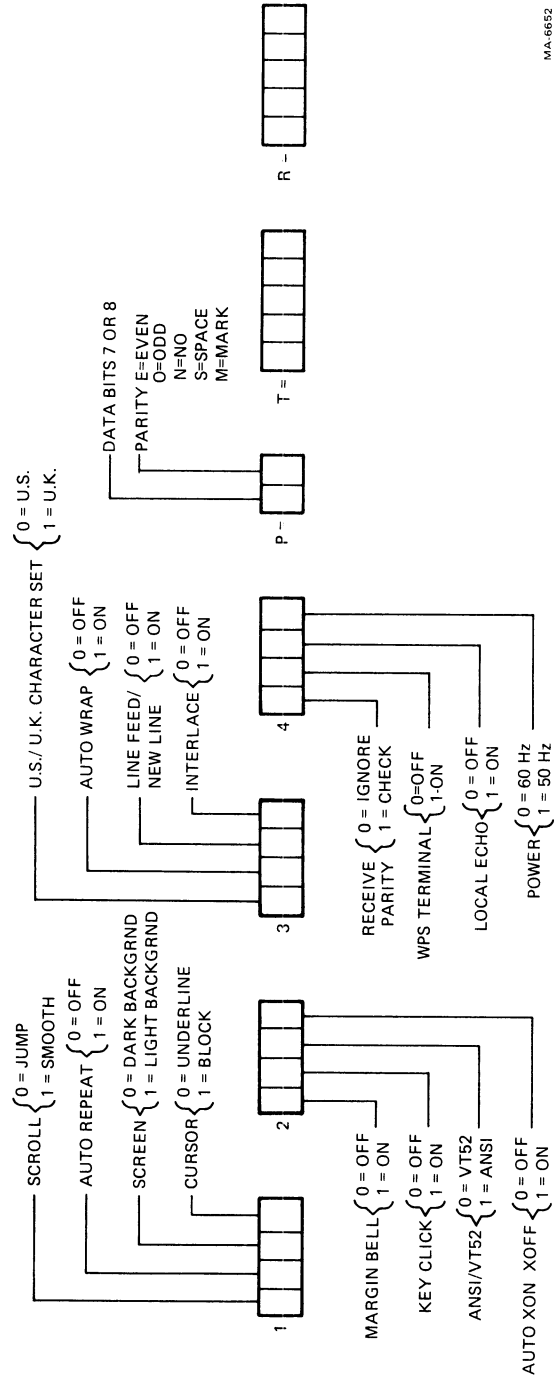 SCROLL { 0 = JUMP
1 = SMOOTH
AUTO REPEAT { 0 = OFF
1 = ON
SCREEN { 0 = DARK BACKGRND
1 = LIGHT BACKGRND
CURSOR { 0 = UNDERLINE
1 = BLOCK
1
MARGIN BELL { 0 = OFF
1 = ON
KEY CLICK { 0 = OFF
1 = ON
ANSI/VT52 { 0 = VT52
1 = ANSI
AUTO XON XOFF { 0 = OFF
1 = ON
2
U.S./ U.K. CHARACTER SET { 0 = U.S.
1 = U.K.
AUTO WRAP { 0 = OFF
1 = ON
LINE FEED/ { 0 = OFF
NEW LINE 1 = ON
INTERLACE { 0 = OFF
1 = ON
3
RECEIVE { 0 = IGNORE
PARITY 1 = CHECK
WPS TERMINAL { 0=OFF
1-ON
LOCAL ECHO { 0 = OFF
1 = ON
POWER { 0 = 60 Hz
1 = 50 Hz
4
DATA BITS 7 OR 8
PARITY E=EVEN
O=ODD
N=NO
S=SPACE
M=MARK
P -
T =
R -
MA-6652